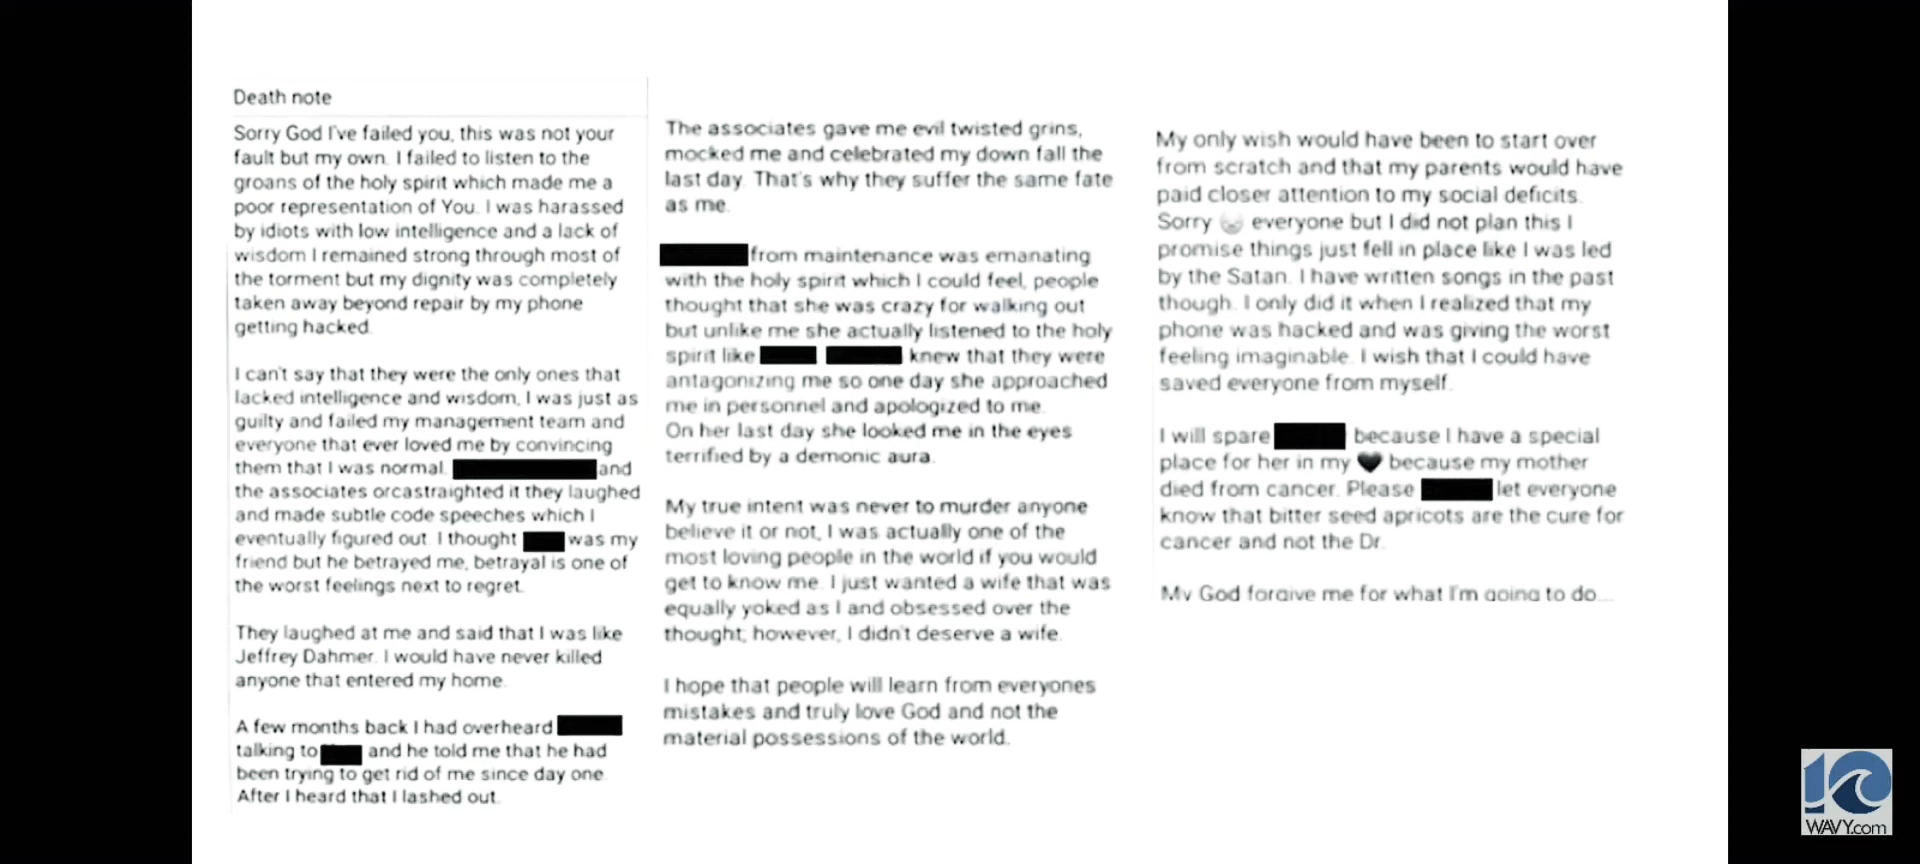 Death note
Sorry God I've failed you, this was not your
fault but my own. I failed to listen to the
groans of the holy spirit which made me a
poor representation of You. I was harassed
by idiots with low intelligence and a lack of
wisdom I remained strong through most of
the torment but my dignity was completely
taken away beyond repair by my phone
getting hacked.
I can't say that they were the only ones that
lacked intelligence and wisdom, I was just as
guilty and failed my management team and
everyone that ever loved me by convincing
them that I was normal. and
the associates orcastraighted it they laughed
and made subtle code speeches which I
eventually figured out. I thought was my
friend but he betrayed me, betrayal is one of
the worst feelings next to regret.
They laughed at me and said that I was like
Jeffrey Dahmer. I would have never killed
anyone that entered my home.
A few months back I had overheard
talking to and he told me that he had
been trying to get rid of me since day one.
After I heard that I lashed out.
The associates gave me evil twisted grins,
mocked me and celebrated my down fall the
last day. That's why they suffer the same fate
as me.
from maintenance was emanating
with the holy spirit which I could feel, people
thought that she was crazy for walking out
but unlike me she actually listened to the holy
spirit like knew that they were
antagonizing me so one day she approached
me in personnel and apologized to me.
On her last day she looked me in the eyes
terrified by a demonic aura.
My true intent was never to murder anyone
believe it or not, I was actually one of the
most loving people in the world if you would
get to know me. I just wanted a wife that was
equally yoked as I and obsessed over the
thought; however, I didn't deserve a wife.
I hope that people will learn from everyones
mistakes and truly love God and not the
material possessions of the world.
My only wish would have been to start over
from scratch and that my parents would have
paid closer attention to my social deficits.
Sorry everyone but I did not plan this I
promise things just fell in place like I was led
by the Satan. I have written songs in the past
though. I only did it when I realized that my
phone was hacked and was giving the worst
feeling imaginable. I wish that I could have
saved everyone from myself.
I will spare because I have a special
place for her in my 🖤 because my mother
died from cancer. Please let everyone
know that bitter seed apricots are the cure for
cancer and not the Dr.
My God forgive me for what I'm going to do...
10
WAVY.com